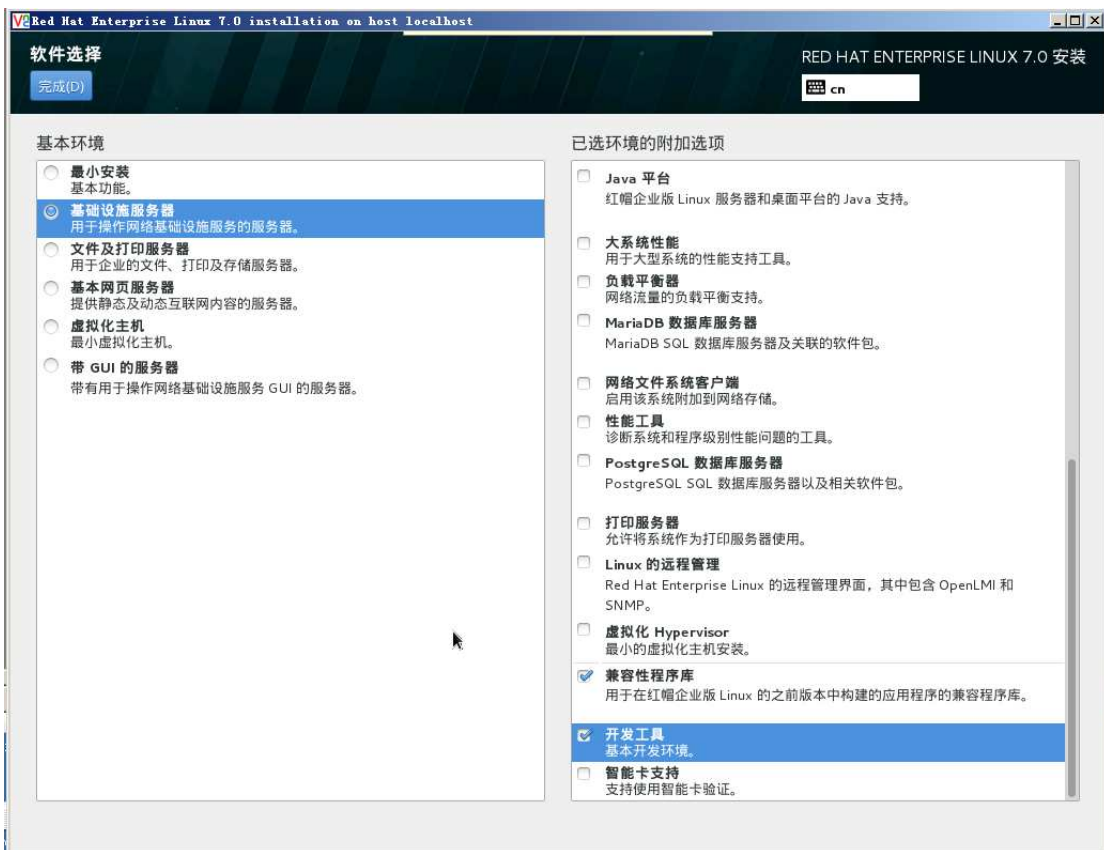 Red Hat Enterprise Linux 7.0 installation on host localhost
软件选择
完成(D)
RED HAT ENTERPRISE LINUX 7.0 安装
cn
基本环境
最小安装
基本功能。
基础设施服务器
用于操作网络基础设施服务的服务器。
文件及打印服务器
用于企业的文件、打印及存储服务器。
基本网页服务器
提供静态及动态互联网内容的服务器。
虚拟化主机
最小虚拟化主机。
带 GUI 的服务器
带有用于操作网络基础设施服务 GUI 的服务器。
已选环境的附加选项
Java 平台
红帽企业版 Linux 服务器和桌面平台的 Java 支持。
大系统性能
用于大型系统的性能支持工具。
负载平衡器
网络流量的负载平衡支持。
MariaDB 数据库服务器
MariaDB SQL 数据库服务器及关联的软件包。
网络文件系统客户端
启用该系统附加到网络存储。
性能工具
诊断系统和程序级别性能问题的工具。
PostgreSQL 数据库服务器
PostgreSQL SQL 数据库服务器以及相关软件包。
打印服务器
允许将系统作为打印服务器使用。
Linux 的远程管理
Red Hat Enterprise Linux 的远程管理界面，其中包含 OpenLMI 和
SNMP。
虚拟化 Hypervisor
最小的虚拟化主机安装。
兼容性程序库
用于在红帽企业版 Linux 的之前版本中构建的应用程序的兼容程序库。
开发工具
基本开发环境。
智能卡支持
支持使用智能卡验证。